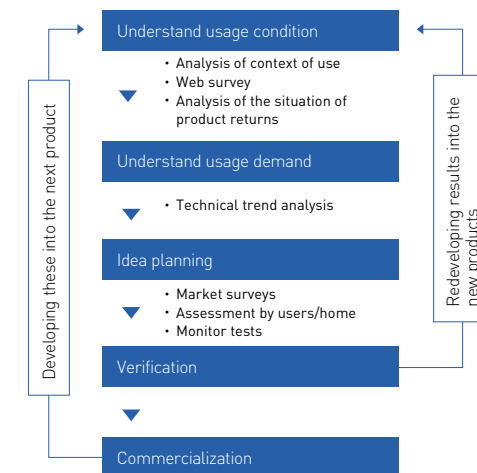 Understand usage condition
・ Analysis of context of use
・ Web survey
・ Analysis of the situation of
product returns
Understand usage demand
・ Technical trend analysis
Idea planning
・ Market surveys
・ Assessment by users/home
・ Monitor tests
Verification
Commercialization
Developing these into the next product
Redeveloping results into the
new products